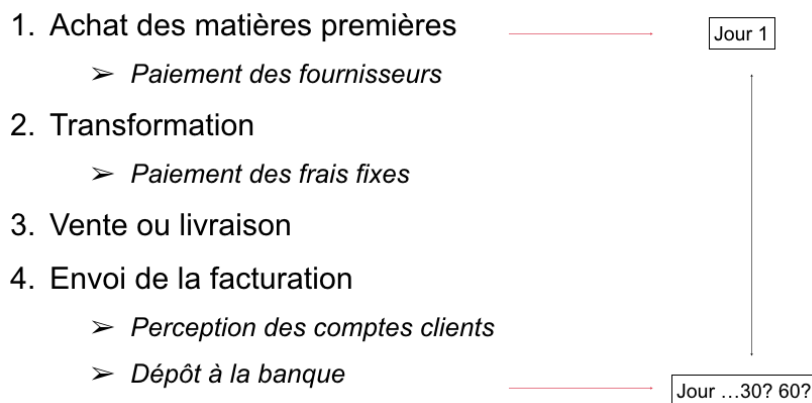 1. Achat des matières premières
Jour 1
➢ Paiement des fournisseurs
2. Transformation
➢ Paiement des frais fixes
3. Vente ou livraison
4. Envoi de la facturation
➢ Perception des comptes clients
➢ Dépôt à la banque
Jour …30? 60?